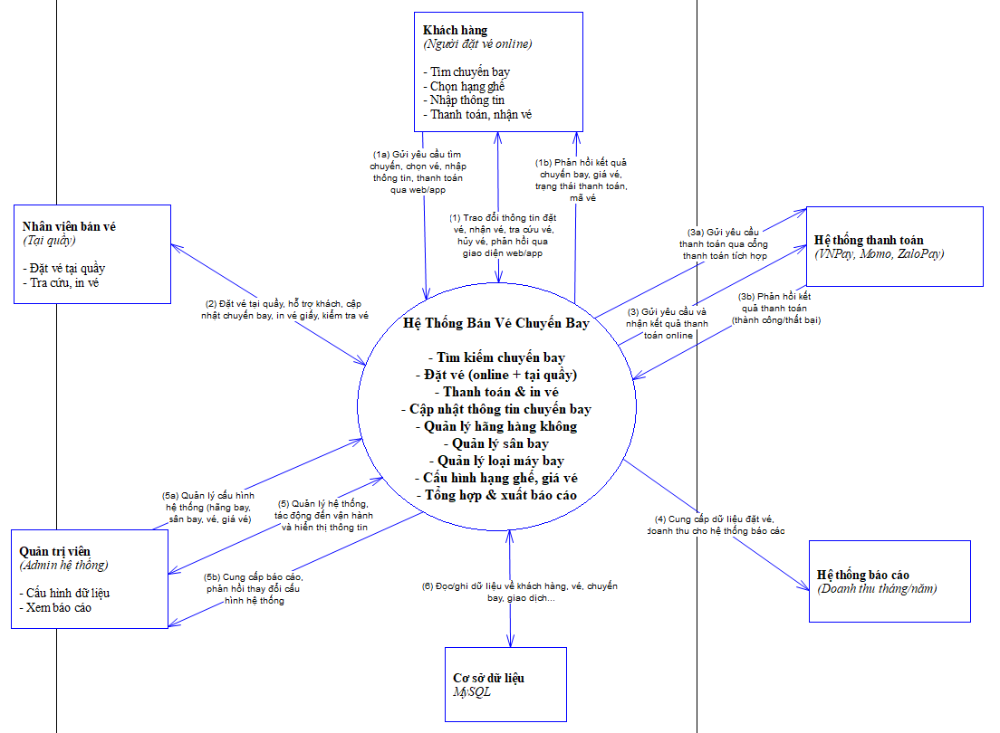 Khách hàng
(Người đặt vé online)
- Tìm chuyến bay
- Chọn hạng ghế
- Nhập thông tin
- Thanh toán, nhận vé
(1a) Gửi yêu cầu tìm
chuyến, chọn vé, nhập
thông tin, thanh toán
qua web/app
(1b) Phản hồi kết quả
chuyến bay, giá vé,
trạng thái thanh toán,
mã vé
(1) Trao đổi thông tin đặt
vé, nhận vé, tra cứu vé,
hủy vé, phản hồi qua
giao diện web/app
Nhân viên bán vé
(Tại quầy)
- Đặt vé tại quầy
- Tra cứu, in vé
(2) Đặt vé tại quầy, hỗ trợ khách, cập
nhật chuyến bay, in vé giấy, kiểm tra vé
(3a) Gửi yêu cầu
thanh toán qua cổng
thanh toán tích hợp
Hệ thống thanh toán
(VNPay, Momo, ZaloPay)
(3) Gửi yêu cầu và
nhận kết quả thanh
toán online
(3b) Phản hồi kết
quả thanh toán
(thành công/thất bại)
Hệ Thống Bán Vé Chuyến Bay
- Tìm kiếm chuyến bay
- Đặt vé (online + tại quầy)
- Thanh toán & in vé
- Cập nhật thông tin chuyến bay
- Quản lý hãng hàng không
- Quản lý sân bay
- Quản lý loại máy bay
- Cấu hình hạng ghế, giá vé
- Tổng hợp & xuất báo cáo
(5a) Quản lý cấu hình
hệ thống (hãng bay,
sân bay, vé, giá vé)
(5) Quản lý hệ thống,
tác động đến vận hành
và hiển thị thông tin
(5b) Cung cấp báo cáo,
phản hồi thay đổi cấu
hình hệ thống
Quản trị viên
(Admin hệ thống)
- Cấu hình dữ liệu
- Xem báo cáo
(4) Cung cấp dữ liệu đặt vé,
doanh thu cho hệ thống báo cáo
Hệ thống báo cáo
(Doanh thu tháng/năm)
(6) Đọc/ghi dữ liệu về khách hàng, vé, chuyến
bay, giao dịch...
Cơ sở dữ liệu
MySQL